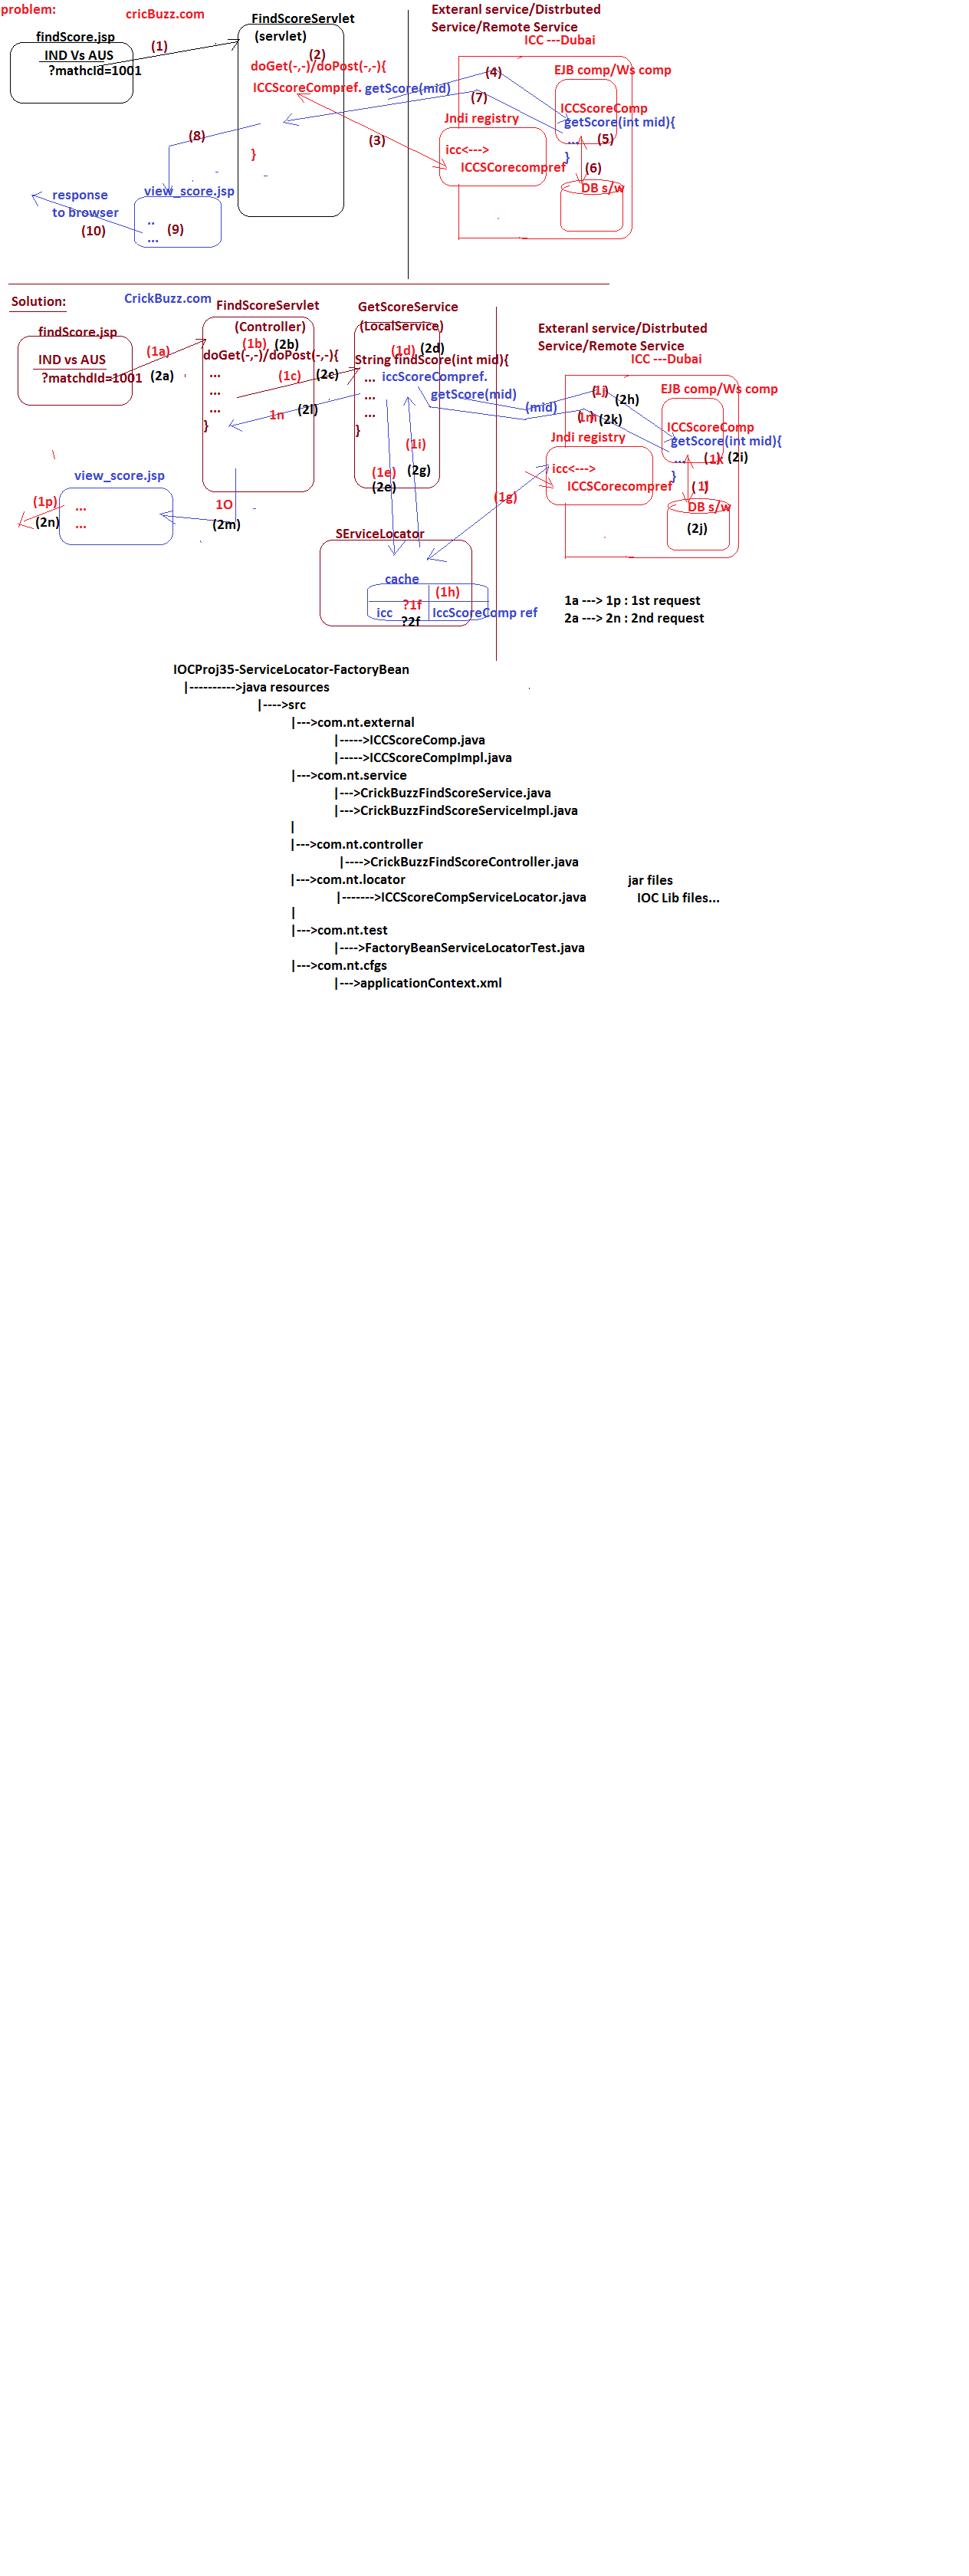 problem:
cricBuzz.com
findScore.jsp
IND Vs AUS
?mathcId=1001
(1)
FindScoreServlet
(servlet)
(2)
doGet(-,-)/doPost(-,-){
ICCScoreCompref. getScore(mid)
}
(3)
(4)
(7)
(8)
view_score.jsp
..
...
(9)
response
to browser
(10)
Exteranl service/Distrbuted
Service/Remote Service
ICC ---Dubai
EJB comp/Ws comp
ICCScoreComp
getScore(int mid){
...
}
(5)
(6)
DB s/w
Jndi registry
icc<--->
ICCSCorecompref
Solution:
CrickBuzz.com
findScore.jsp
IND vs AUS
?matchdId=1001
(1a)
(2a)
FindScoreServlet
(Controller)
(1b) (2b)
doGet(-,-)/doPost(-,-){
...
...
...
}
(1c) (2c)
1n (2l)
GetScoreService
(LocalService)
(1d) (2d)
String findScore(int mid){
... iccScoreCompref.
getScore(mid)
...
...
}
(mid)
(1i)
(1e) (2g)
(2e)
Exteranl service/Distrbuted
Service/Remote Service
ICC ---Dubai
EJB comp/Ws comp
(1j) (2h)
(1m) (2k)
ICCScoreComp
getScore(int mid){
...
}
(1k) (2i)
DB s/w
(2j)
Jndi registry
icc<--->
ICCSCorecompref
(1g)
view_score.jsp
...
...
(1p)
(2n)
1O
(2m)
SErviceLocator
cache
(1h)
?1f
icc
IccScoreComp ref
?2f
1a ---> 1p : 1st request
2a ---> 2n : 2nd request
IOCProj35-ServiceLocator-FactoryBean
|---------->java resources
|---->src
|--->com.nt.external
|----->ICCScoreComp.java
|----->ICCScoreCompImpl.java
|--->com.nt.service
|--->CrickBuzzFindScoreService.java
|--->CrickBuzzFindScoreServiceImpl.java
|
|--->com.nt.controller
|---->CrickBuzzFindScoreController.java
|--->com.nt.locator
|------->ICCScoreCompServiceLocator.java
|
|--->com.nt.test
|---->FactoryBeanServiceLocatorTest.java
|--->com.nt.cfgs
|--->applicationContext.xml
jar files
IOC Lib files...